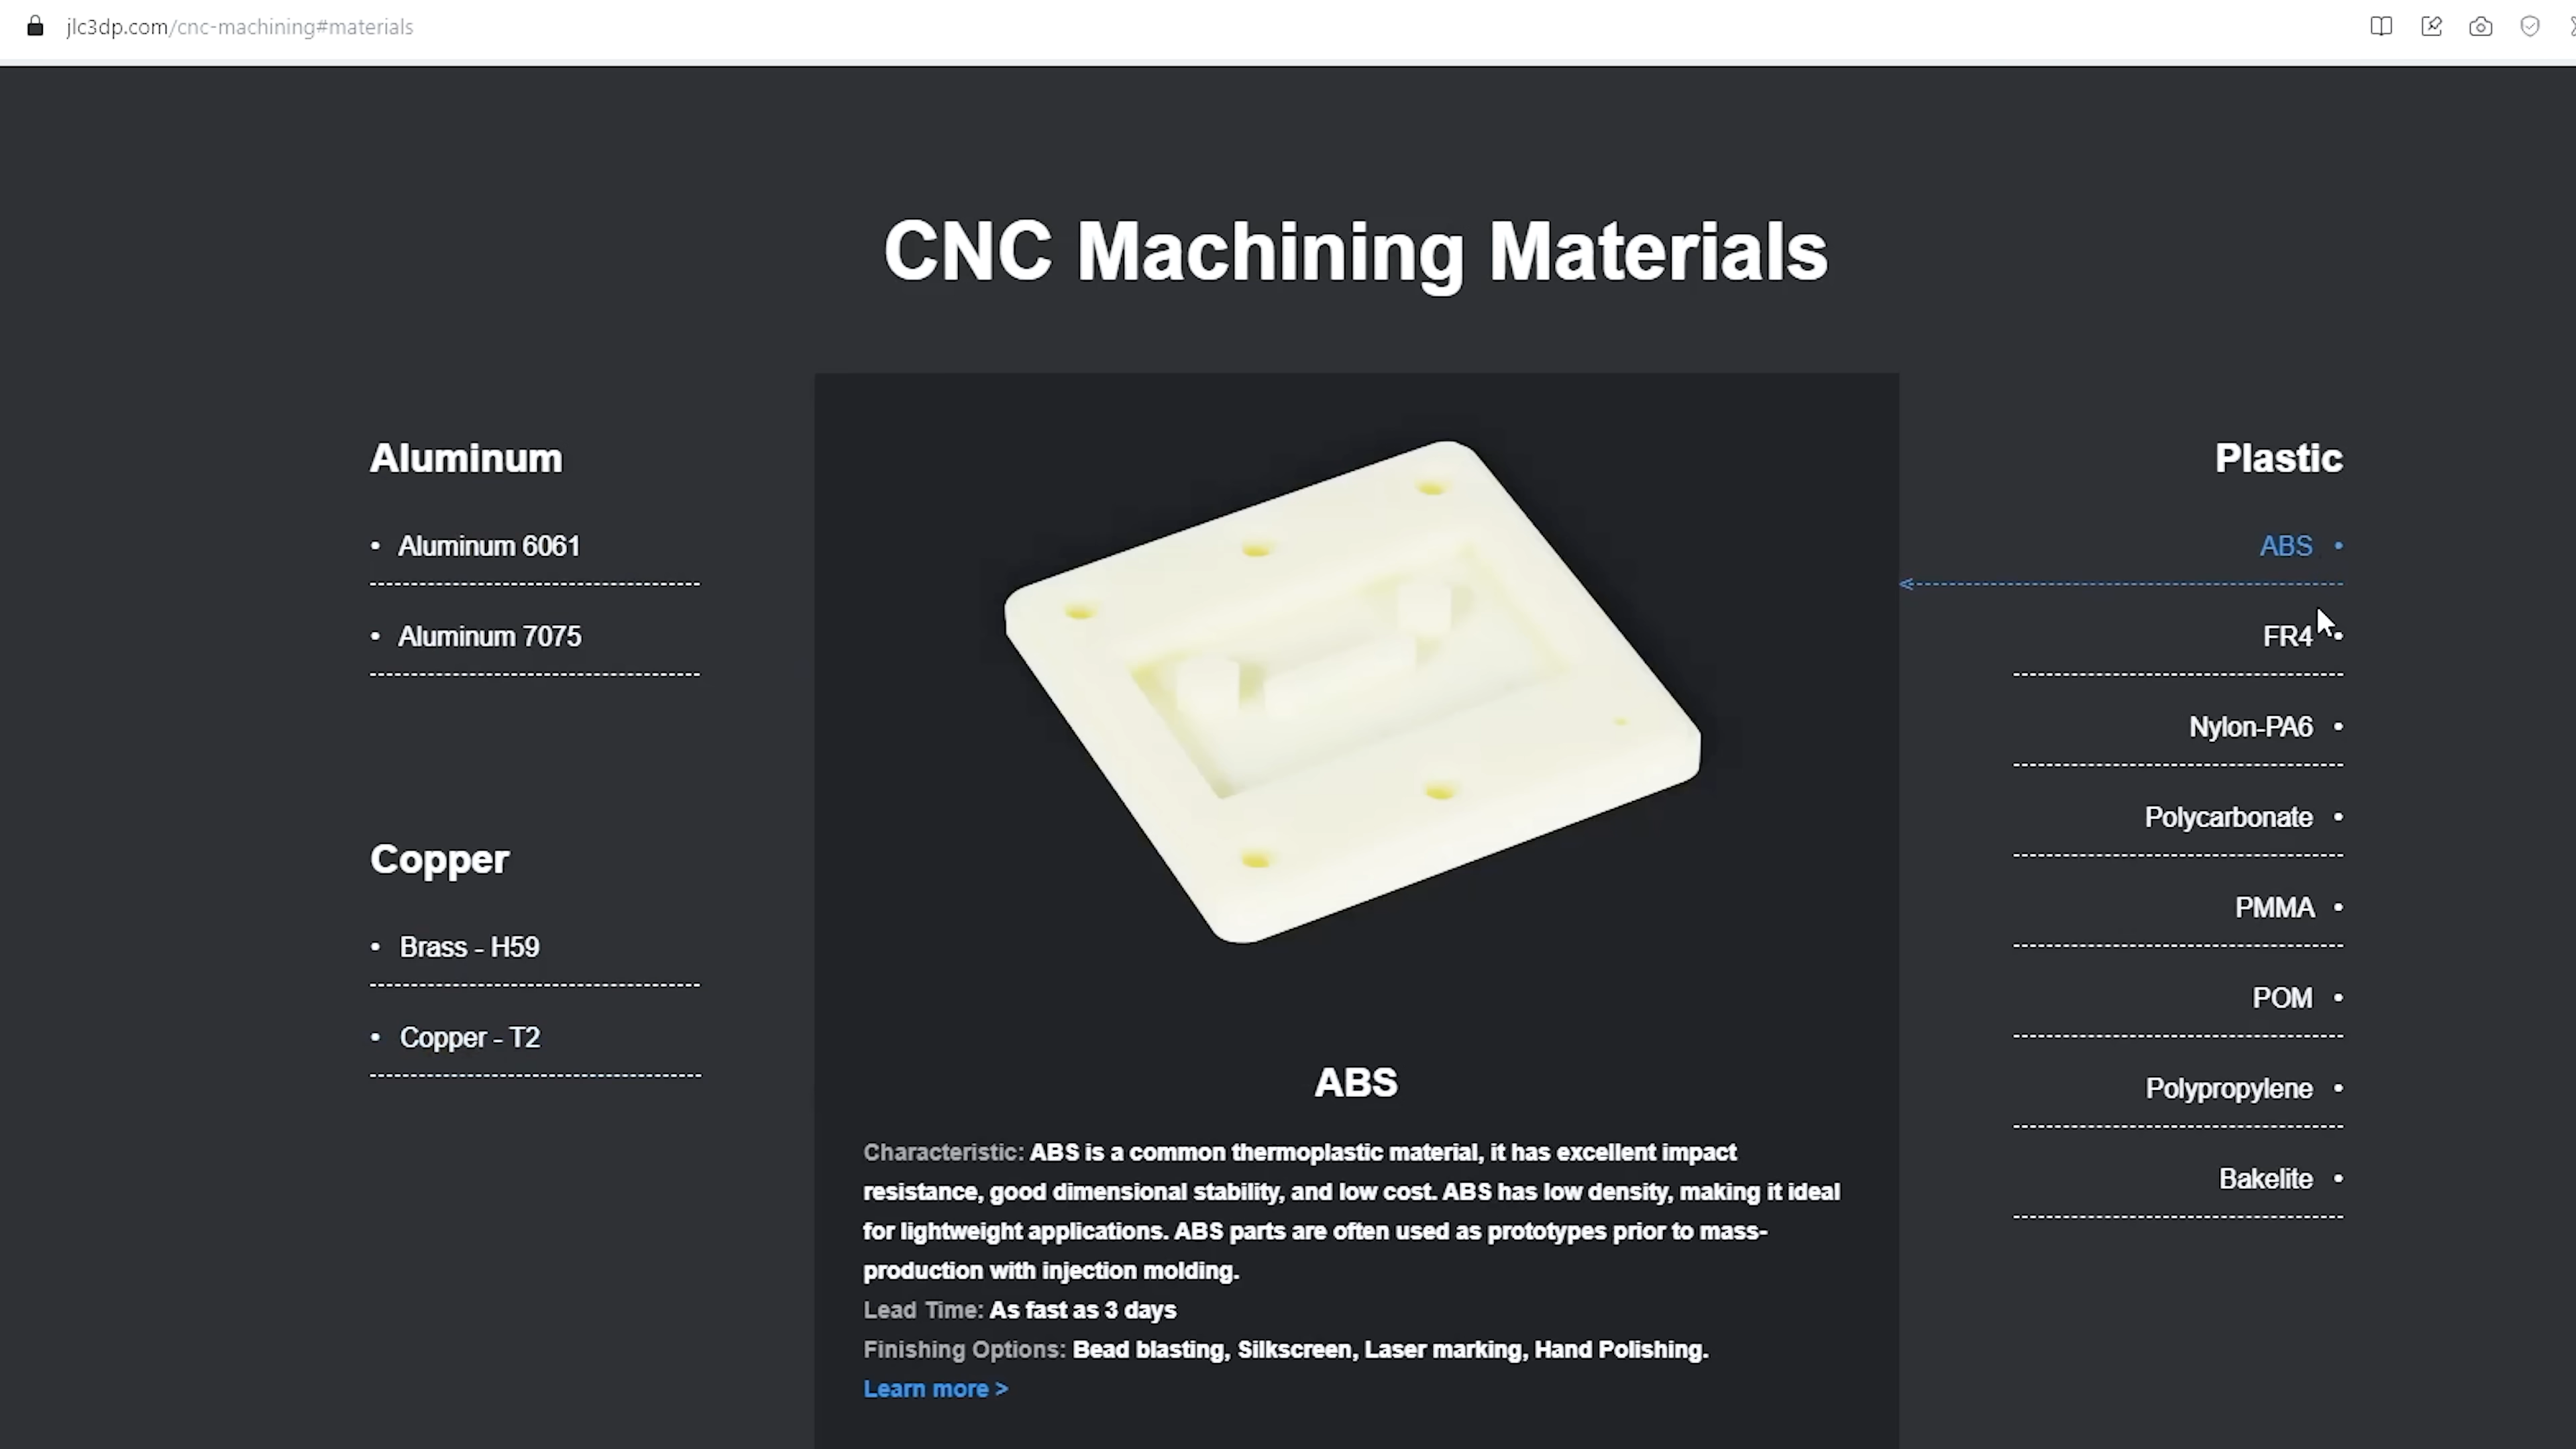 jlc3dp.com/cnc-machining#materials
CNC Machining Materials
Aluminum
• Aluminum 6061
• Aluminum 7075
Copper
• Brass - H59
• Copper - T2
Plastic
ABS •
FR4 •
Nylon-PA6 •
Polycarbonate •
PMMA •
POM •
Polypropylene •
Bakelite •
ABS
Characteristic: ABS is a common thermoplastic material, it has excellent impact
resistance, good dimensional stability, and low cost. ABS has low density, making it ideal
for lightweight applications. ABS parts are often used as prototypes prior to mass-
production with injection molding.
Lead Time: As fast as 3 days
Finishing Options: Bead blasting, Silkscreen, Laser marking, Hand Polishing.
Learn more >